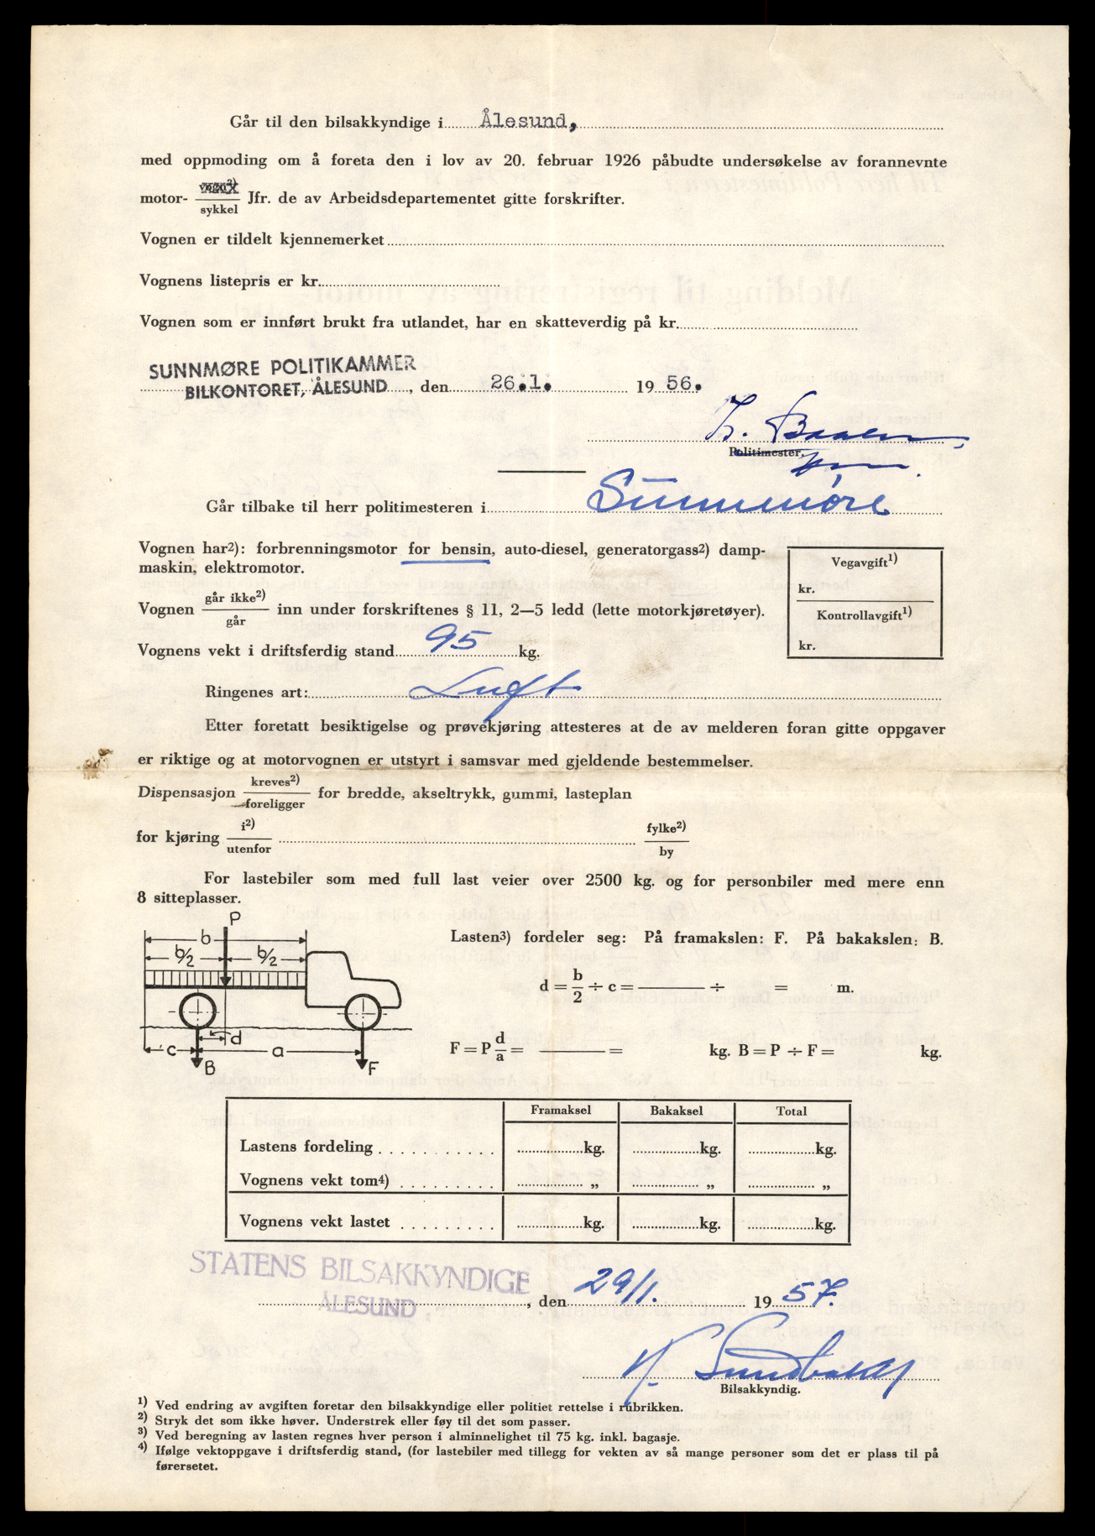 Går til den bilsakkyndige i Ålesund,
med oppmoding om å foreta den i lov av 20. februar 1926 påbudte undersøkelse av forannevnte
motor- vogn2) / sykkel Jfr. de av Arbeidsdepartementet gitte forskrifter.
Vognen er tildelt kjennemerket
Vognens listepris er kr.
Vognen som er innført brukt fra utlandet, har en skatteverdig på kr.
SUNNMØRE POLITIKAMMER
BILKONTORET, ÅLESUND, den 26.1. 1956.
Politimester.
Går tilbake til herr politimesteren i Sunnmøre
Vognen har2): forbrenningsmotor for bensin, auto-diesel, generatorgass2) damp-
maskin, elektromotor.
Vegavgift1)
kr.
Kontrollavgift1)
kr.
Vognen går ikke2) / går inn under forskriftenes § 11, 2—5 ledd (lette motorkjøretøyer).
Vognens vekt i driftsferdig stand 95 kg.
Ringenes art: Luft
Etter foretatt besiktigelse og prøvekjøring attesteres at de av melderen foran gitte oppgaver
er riktige og at motorvognen er utstyrt i samsvar med gjeldende bestemmelser.
Dispensasjon kreves2) / foreligger for bredde, akseltrykk, gummi, lasteplan
for kjøring i2) / utenfor fylke2) / by
For lastebiler som med full last veier over 2500 kg. og for personbiler med mere enn
8 sitteplasser.
P
b
b/2 b/2
d
c a
B F
Lasten3) fordeler seg: På framakslen: F. På bakakslen: B.
d = b/2 ÷ c = ——— ÷ = m.
F = P d/a = ——— = kg. B = P ÷ F = kg.
Framaksel Bakaksel Total
Lastens fordeling . . . . . . . . . . . kg. kg. kg.
Vognens vekt tom4) . . . . . . . . . „ „ „
Vognens vekt lastet . . . . . . . . . kg. kg. kg.
STATENS BILSAKKYNDIGE
ÅLESUND, den 29/1. 1957.
Bilsakkyndig.
1) Ved endring av avgiften foretar den bilsakkyndige eller politiet rettelse i rubrikken.
2) Stryk det som ikke høver. Understrek eller føy til det som passer.
3) Ved beregning av lasten regnes hver person i alminnelighet til 75 kg. inkl. bagasje.
4) Ifølge vektoppgave i driftsferdig stand, (for lastebiler med tillegg for vekten av så mange personer som det er plass til på
førersetet.